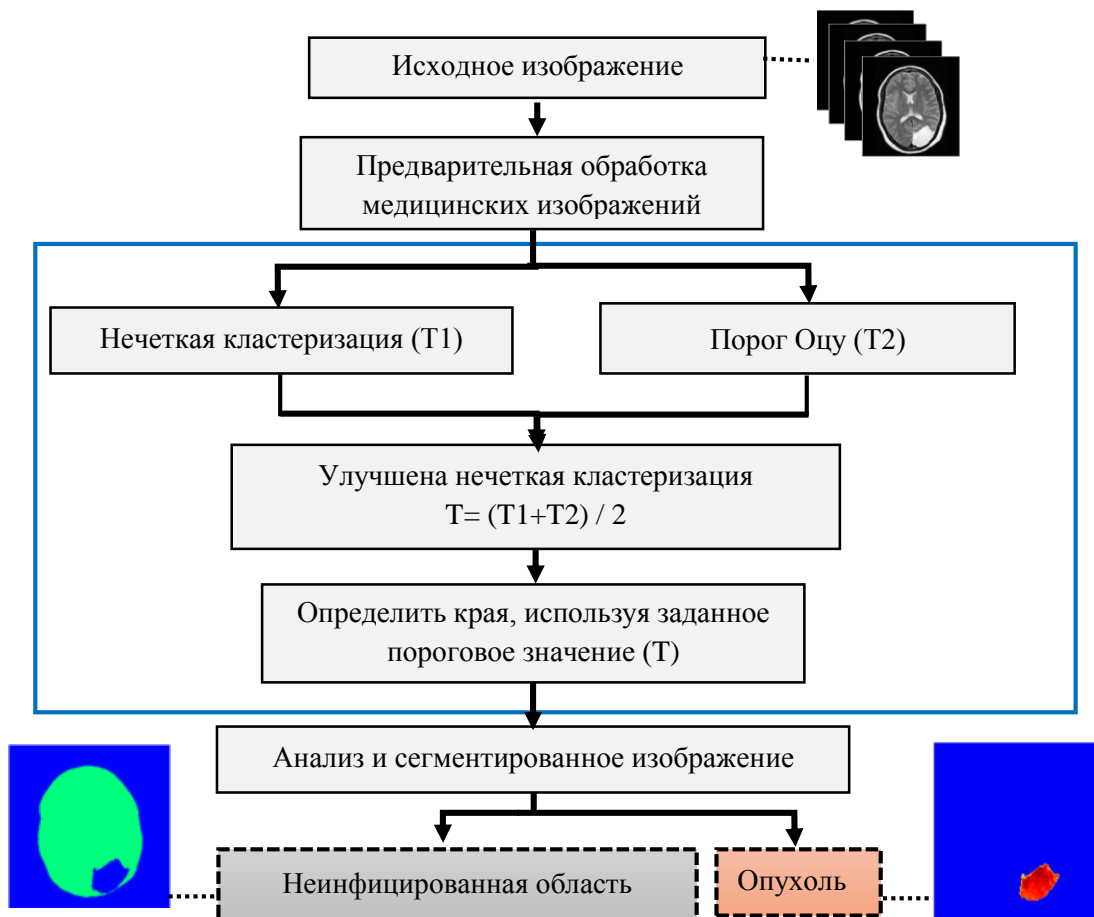 Исходное изображение
Предварительная обработка
медицинских изображений
Нечеткая кластеризация (T1)
Порог Оцу (T2)
Улучшена нечеткая кластеризация
T= (T1+T2) / 2
Определить края, используя заданное
пороговое значение (T)
Анализ и сегментированное изображение
Неинфицированная область
Опухоль